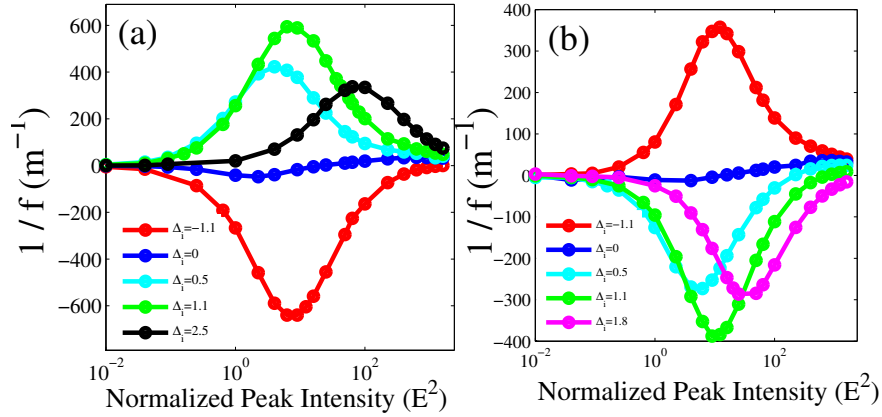 (a)
1 / f (m⁻¹)
600
400
200
0
−200
−400
−600
Δᵢ=−1.1
Δᵢ=0
Δᵢ=0.5
Δᵢ=1.1
Δᵢ=2.5
10⁻²
10⁰
10²
Normalized Peak Intensity (E²)
(b)
1 / f (m⁻¹)
400
300
200
100
0
−100
−200
−300
−400
Δᵢ=−1.1
Δᵢ=0
Δᵢ=0.5
Δᵢ=1.1
Δᵢ=1.8
10⁻²
10⁰
10²
Normalized Peak Intensity (E²)